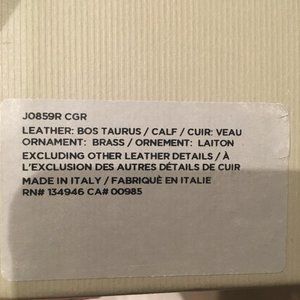 J0859R CGR
LEATHER: BOS TAURUS / CALF / CUIR: VEAU
ORNAMENT: BRASS / ORNEMENT: LAITON
EXCLUDING OTHER LEATHER DETAILS / À
L'EXCLUSION DES AUTRES DÉTAILS DE CUIR
MADE IN ITALY / FABRIQUÉ EN ITALIE
RN# 134946 CA# 00985